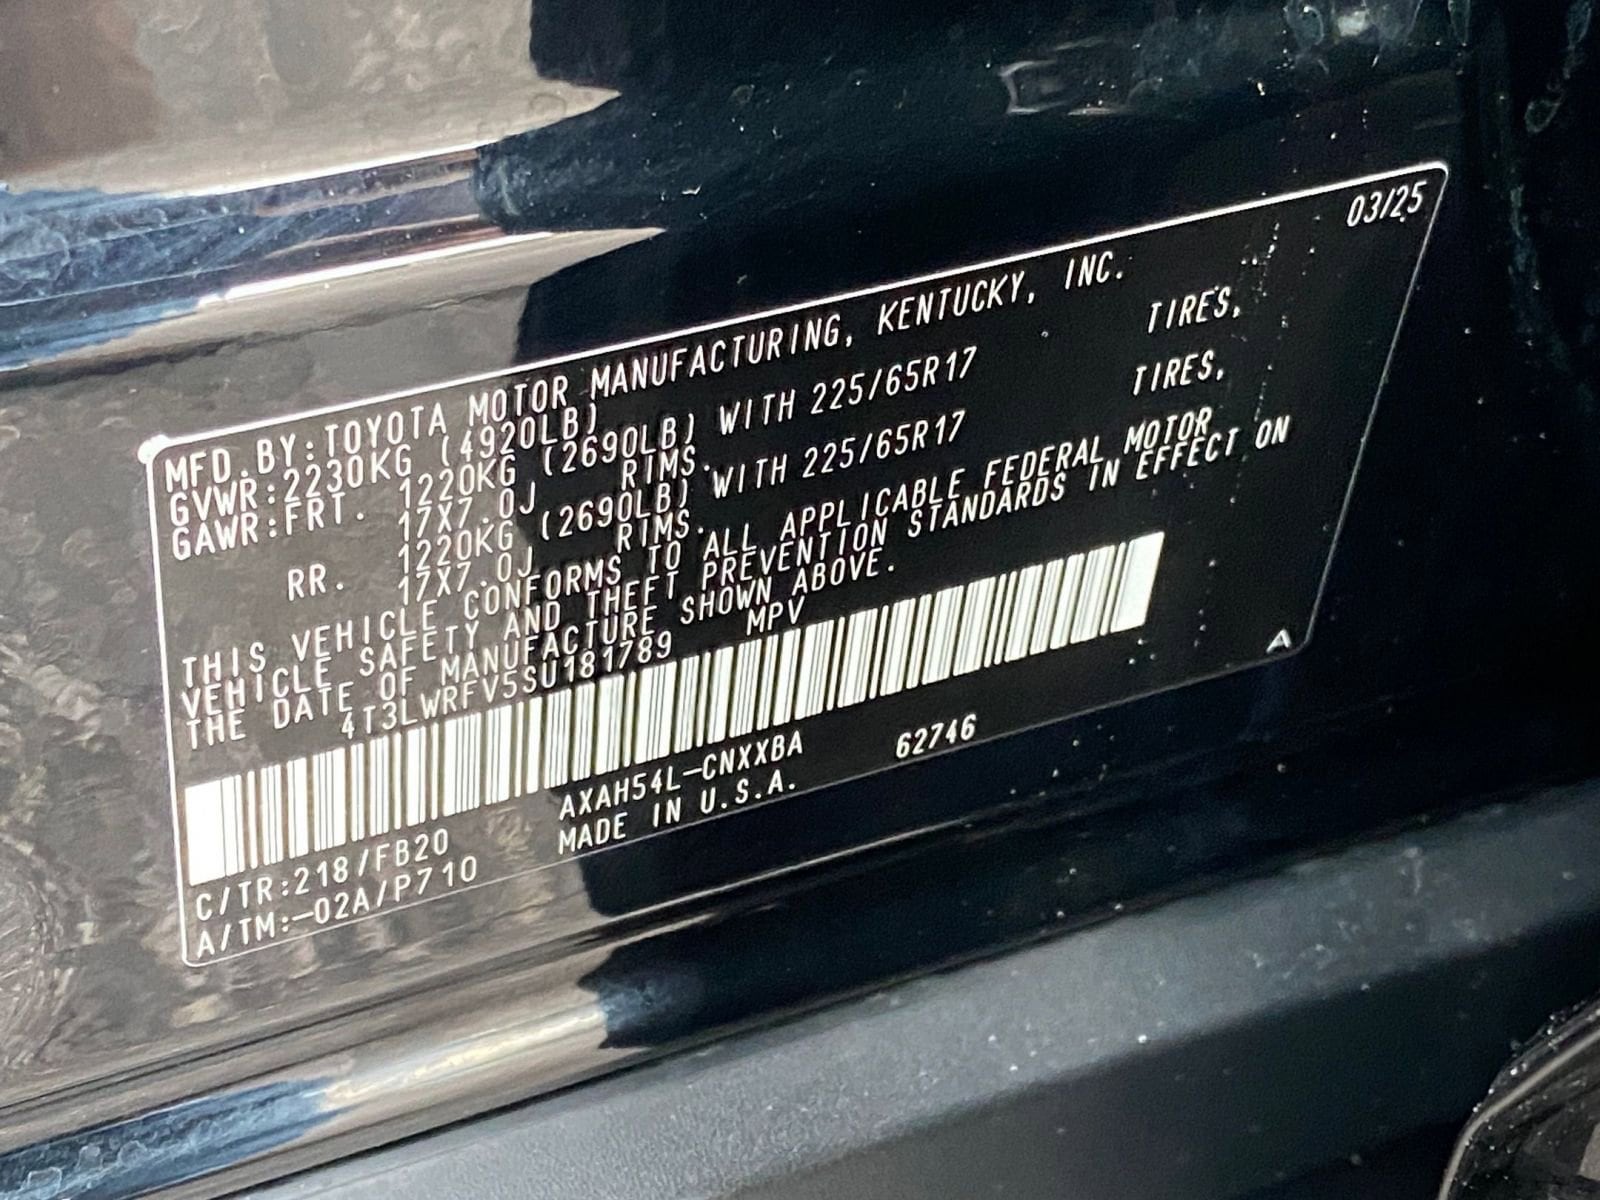 03/25
MFD.BY:TOYOTA MOTOR MANUFACTURING, KENTUCKY, INC.
GVWR:2230KG (4920LB)
GAWR:FRT. 1220KG (2690LB) WITH 225/65R17 TIRES,
17X7.0J RIMS.
RR. 1220KG (2690LB) WITH 225/65R17 TIRES,
17X7.0J RIMS.
THIS VEHICLE CONFORMS TO ALL APPLICABLE FEDERAL MOTOR
VEHICLE SAFETY AND THEFT PREVENTION STANDARDS IN EFFECT ON
THE DATE OF MANUFACTURE SHOWN ABOVE.
4T3LWRFV5SU181789 MPV
A
C/TR:218/FB20 AXAH54L-CNXXBA 62746
A/TM:-02A/P710 MADE IN U.S.A.